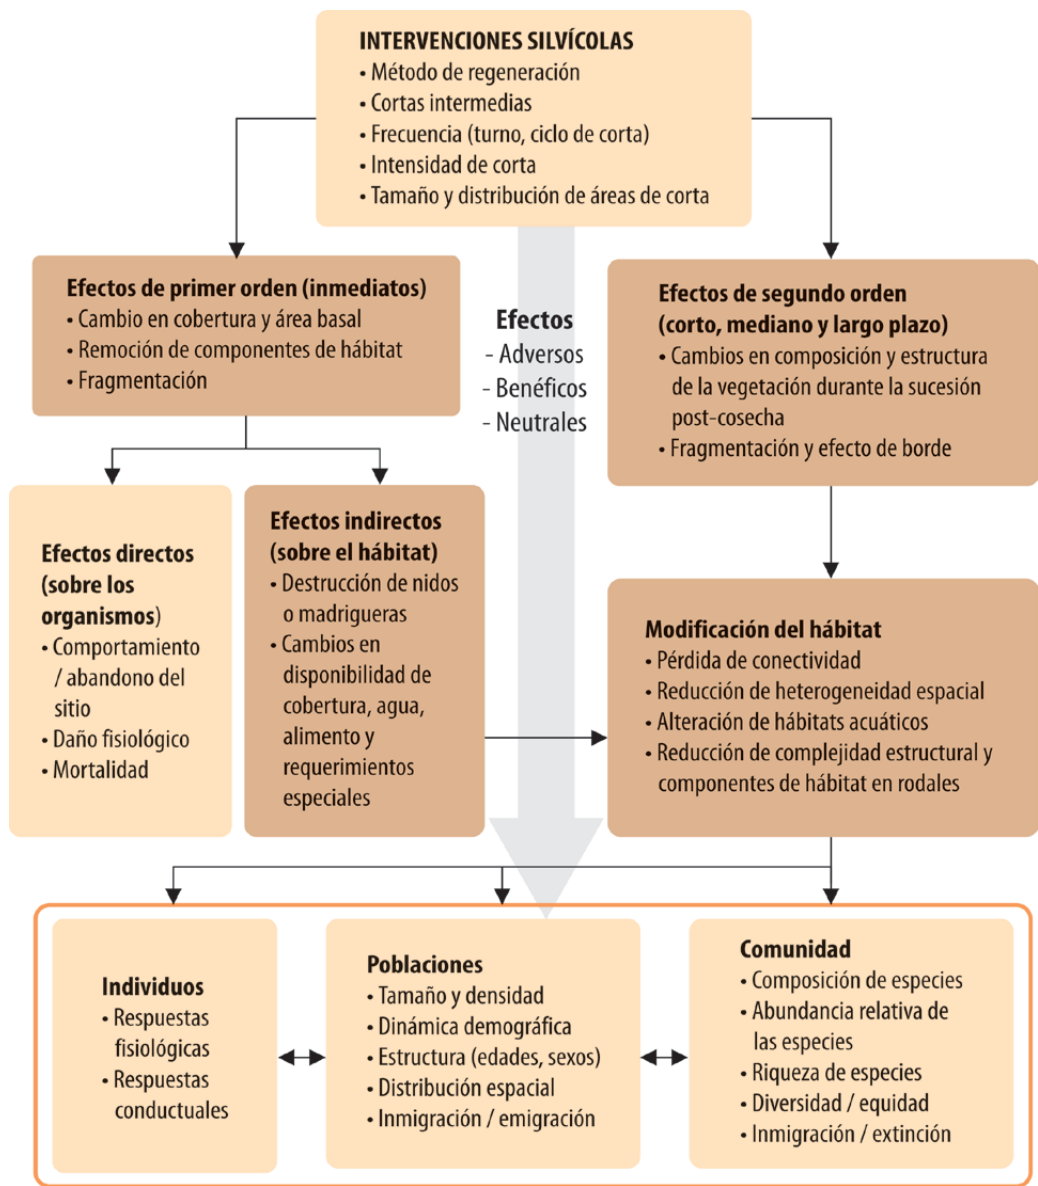 INTERVENCIONES SILVÍCOLAS
• Método de regeneración
• Cortas intermedias
• Frecuencia (turno, ciclo de corta)
• Intensidad de corta
• Tamaño y distribución de áreas de corta
Efectos de primer orden (inmediatos)
• Cambio en cobertura y área basal
• Remoción de componentes de hábitat
• Fragmentación
Efectos
- Adversos
- Benéficos
- Neutrales
Efectos de segundo orden
(corto, mediano y largo plazo)
• Cambios en composición y estructura
de la vegetación durante la sucesión
post-cosecha
• Fragmentación y efecto de borde
Efectos directos
(sobre los
organismos)
• Comportamiento
/ abandono del
sitio
• Daño fisiológico
• Mortalidad
Efectos indirectos
(sobre el hábitat)
• Destrucción de nidos
o madrigueras
• Cambios en
disponibilidad de
cobertura, agua,
alimento y
requerimientos
especiales
Modificación del hábitat
• Pérdida de conectividad
• Reducción de heterogeneidad espacial
• Alteración de hábitats acuáticos
• Reducción de complejidad estructural y
componentes de hábitat en rodales
Individuos
• Respuestas
fisiológicas
• Respuestas
conductuales
Poblaciones
• Tamaño y densidad
• Dinámica demográfica
• Estructura (edades, sexos)
• Distribución espacial
• Inmigración / emigración
Comunidad
• Composición de especies
• Abundancia relativa de
las especies
• Riqueza de especies
• Diversidad / equidad
• Inmigración / extinción